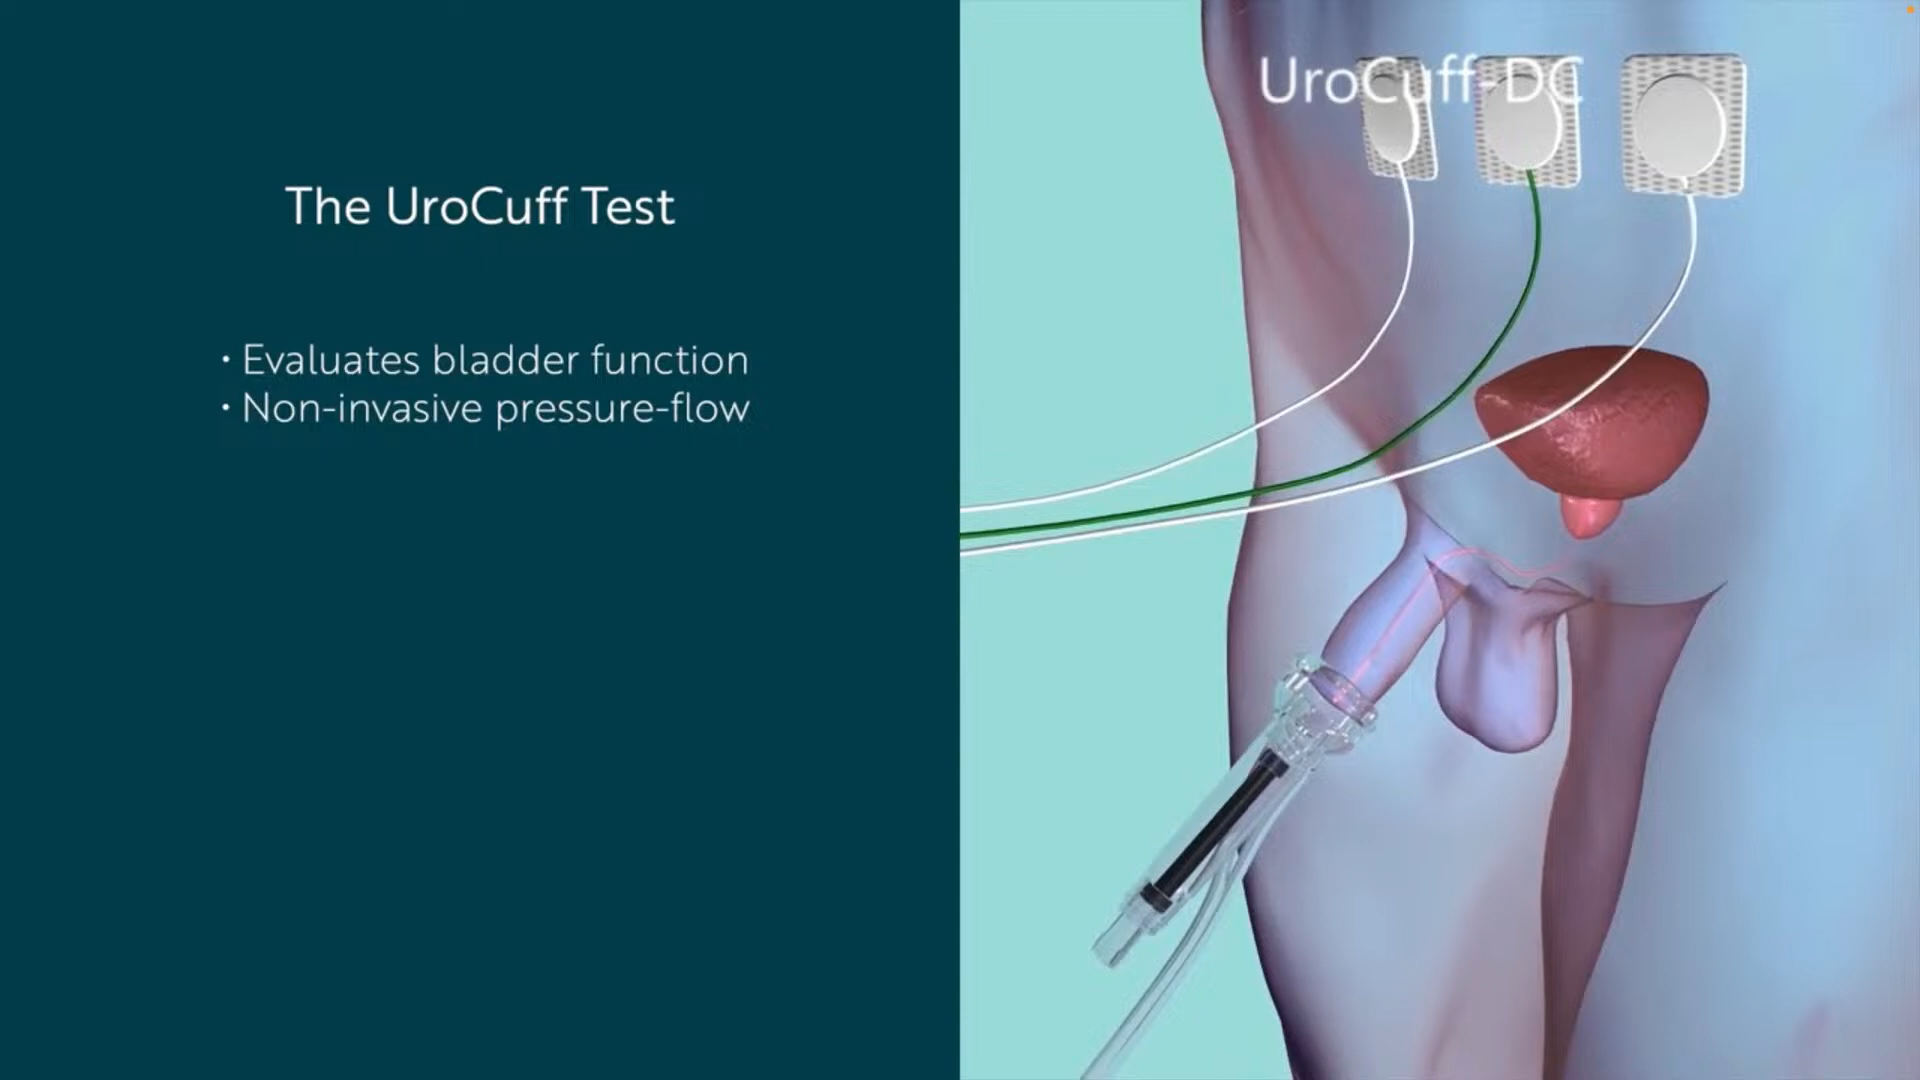 The UroCuff Test
• Evaluates bladder function
• Non-invasive pressure-flow
UroCuff-DC